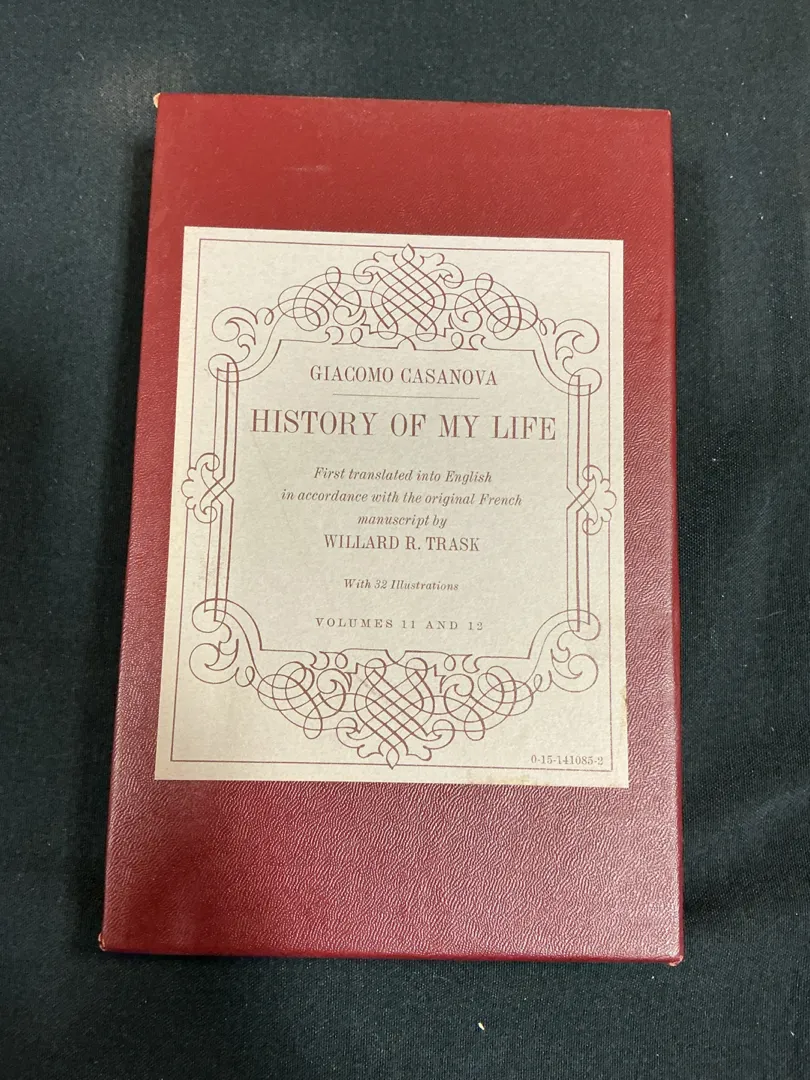 GIACOMO CASANOVA
HISTORY OF MY LIFE
First translated into English
in accordance with the original French
manuscript by
WILLARD R. TRASK
With 32 Illustrations
VOLUMES 11 AND 12
0-15-141085-2